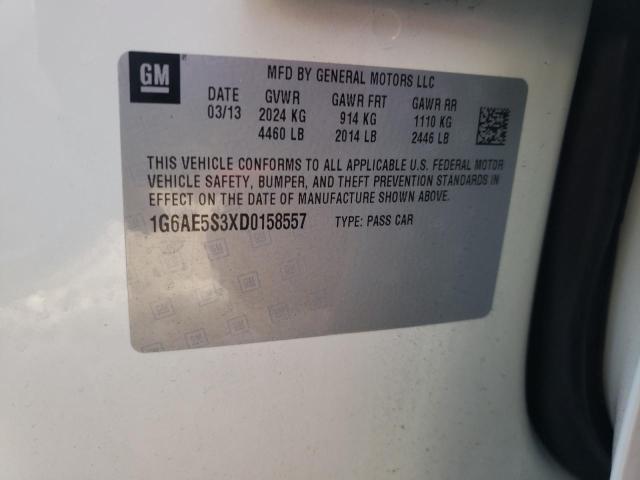 GM
MFD BY GENERAL MOTORS LLC
DATE GVWR GAWR FRT GAWR RR
03/13 2024 KG 914 KG 1110 KG
4460 LB 2014 LB 2446 LB
THIS VEHICLE CONFORMS TO ALL APPLICABLE U.S. FEDERAL MOTOR
VEHICLE SAFETY, BUMPER, AND THEFT PREVENTION STANDARDS IN
EFFECT ON THE DATE OF MANUFACTURE SHOWN ABOVE.
1G6AE5S3XD0158557 TYPE: PASS CAR